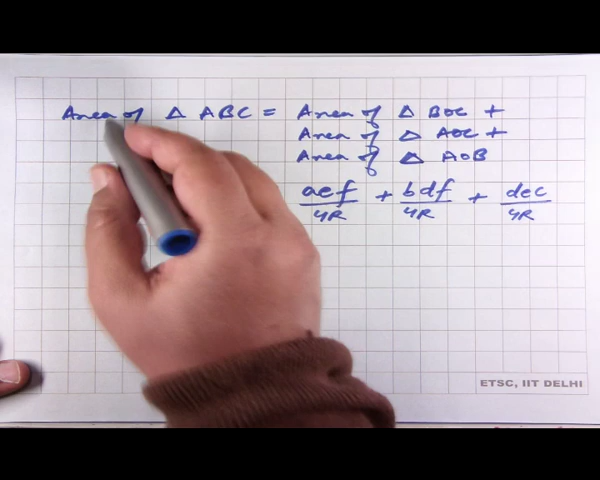 Area of Δ ABC = Area of Δ BOC +
Area of Δ AOC +
Area of Δ AOB
aef/4R + bdf/4R + dec/4R
ETSC, IIT DELHI